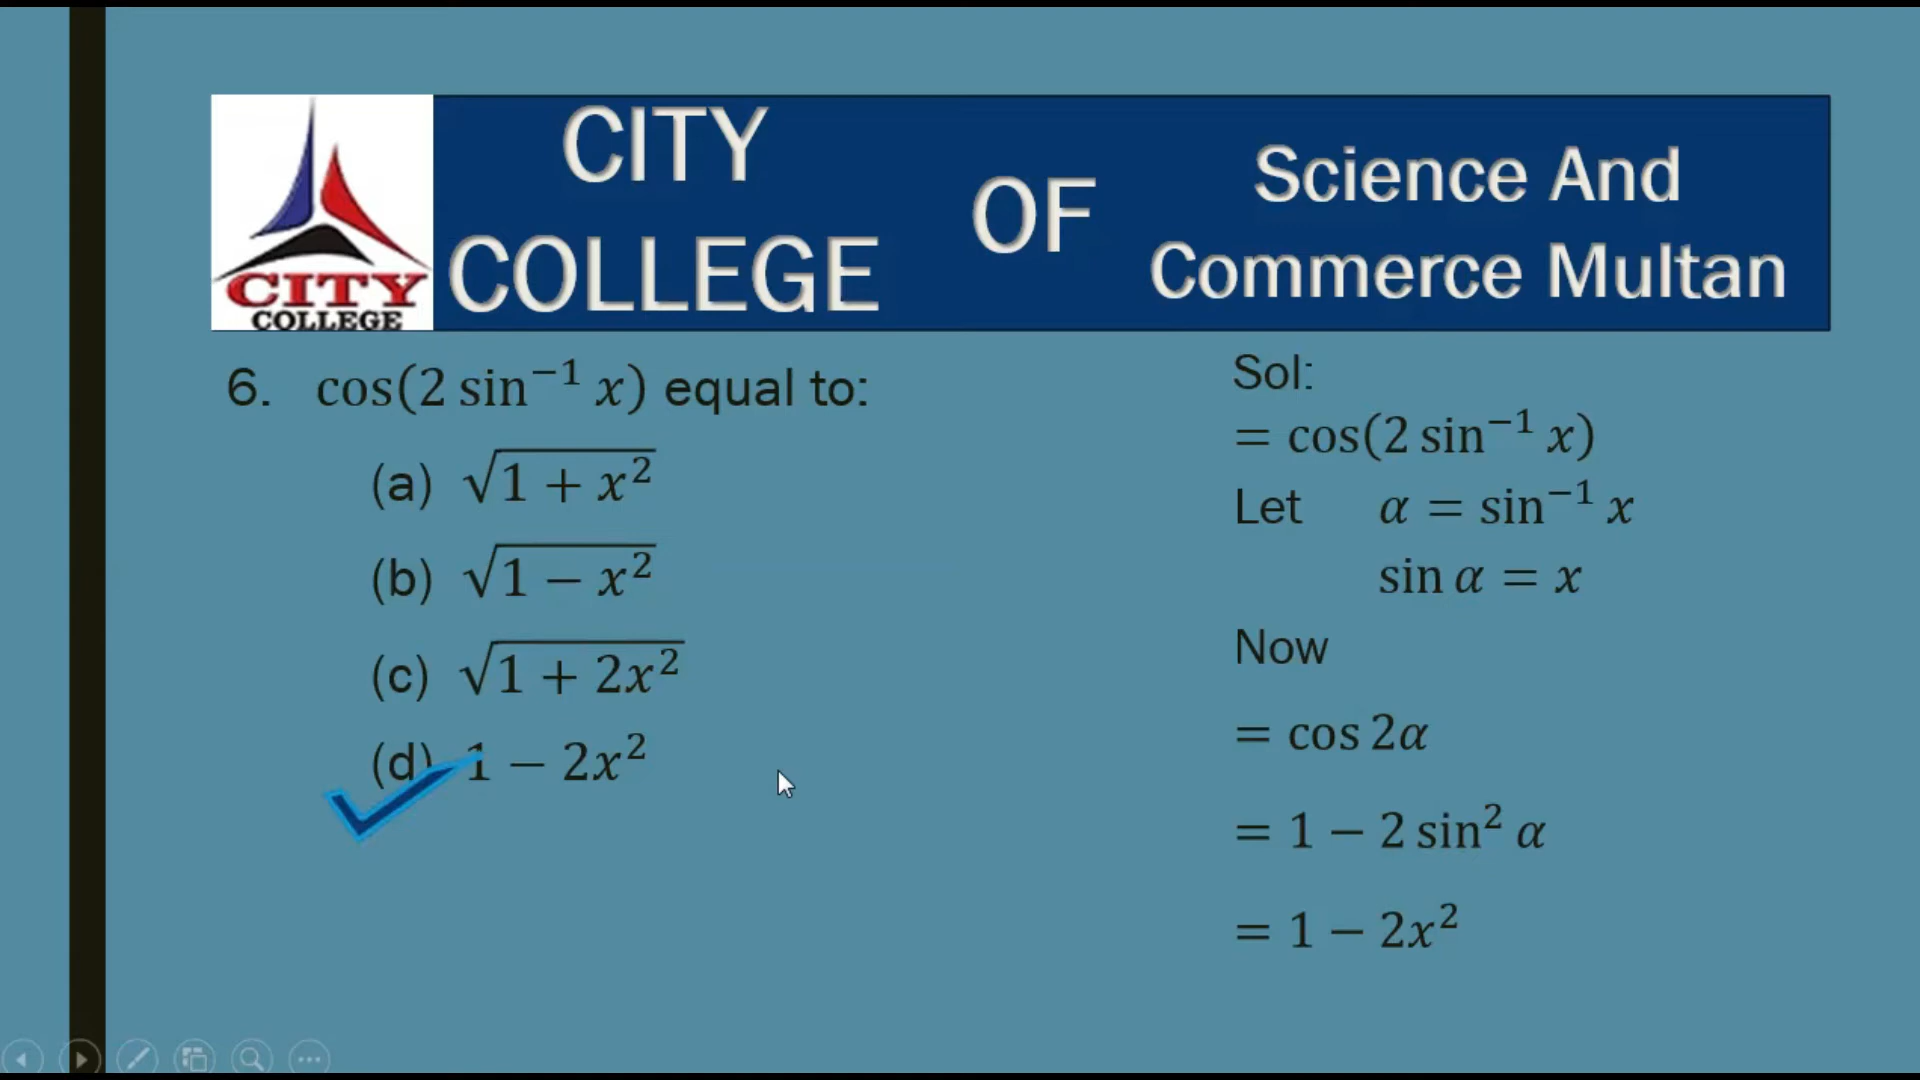 CITY
COLLEGE
OF
Science And
Commerce Multan
CITY
COLLEGE
6. cos(2 sin⁻¹ x) equal to:
(a) √(1 + x²)
(b) √(1 − x²)
(c) √(1 + 2x²)
(d) 1 − 2x²
Sol:
= cos(2 sin⁻¹ x)
Let α = sin⁻¹ x
sin α = x
Now
= cos 2α
= 1 − 2 sin² α
= 1 − 2x²